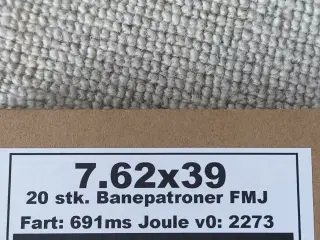 7.62x39
20 stk. Banepatroner FMJ
Fart: 691ms Joule v0: 2273